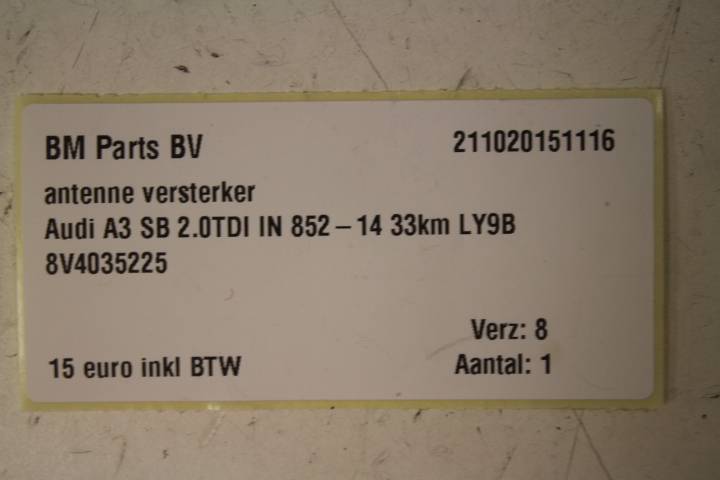 BM Parts BV 211020151116
antenne versterker
Audi A3 SB 2.0TDI IN 852 – 14 33km LY9B
8V4035225
Verz: 8
15 euro inkl BTW Aantal: 1